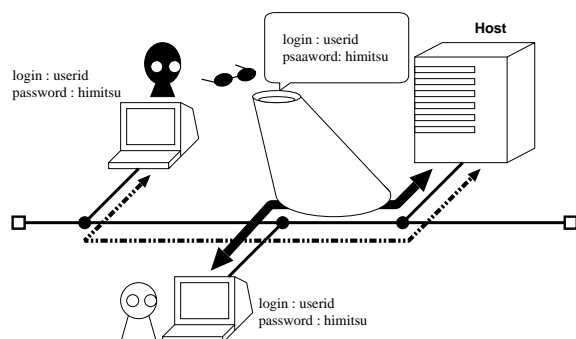 login : userid
psaaword: himitsu
Host
login : userid
password : himitsu
login : userid
password : himitsu